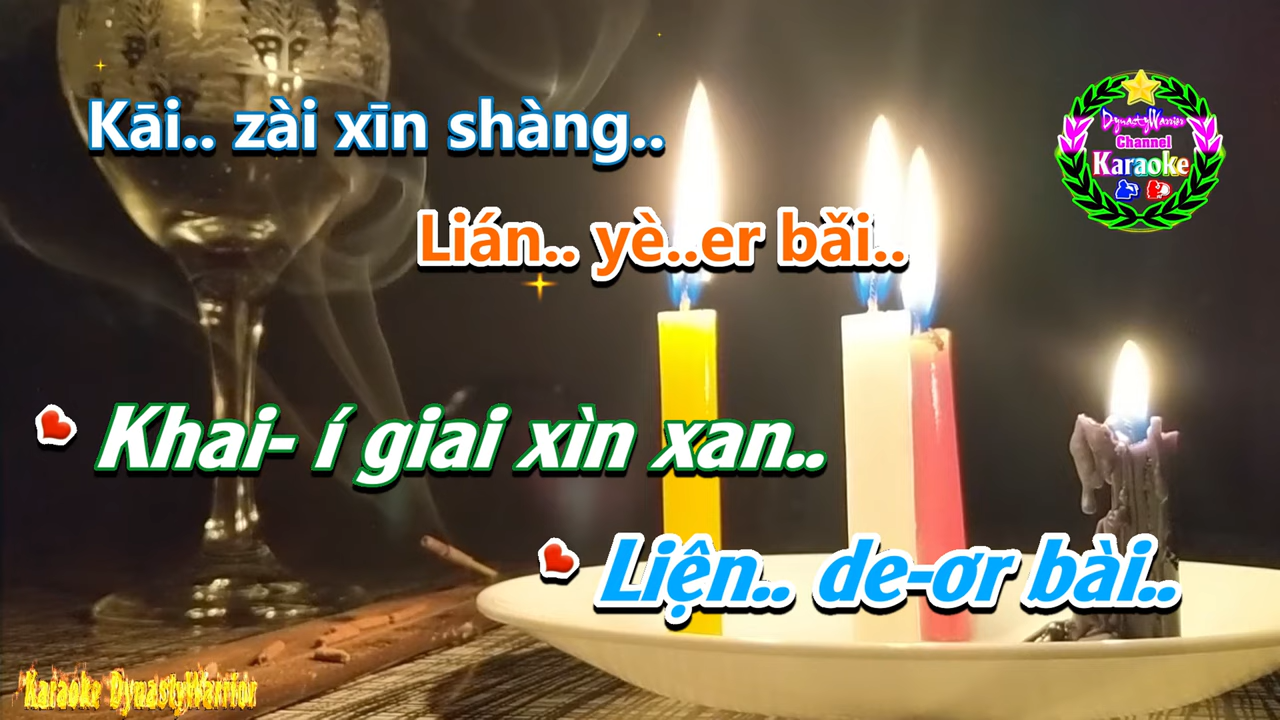 Kāi.. zài xīn shàng..
DynastyWarrior
Channel
Karaoke
Lián.. yè..er bǎi..
Khai- í giai xìn xan..
Liện.. de-ơr bài..
Karaoke DynastyWarrior